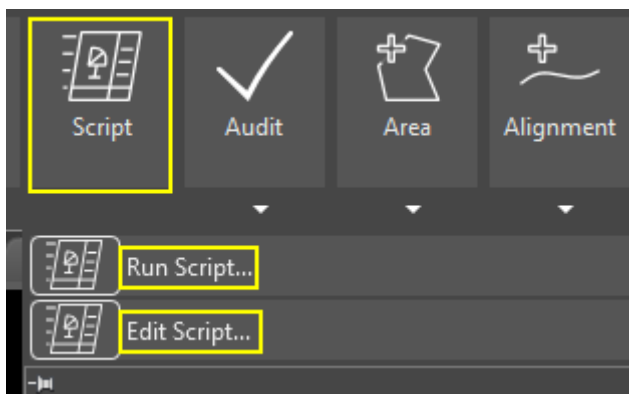 Script
Audit
Area
Alignment
Run Script...
Edit Script...